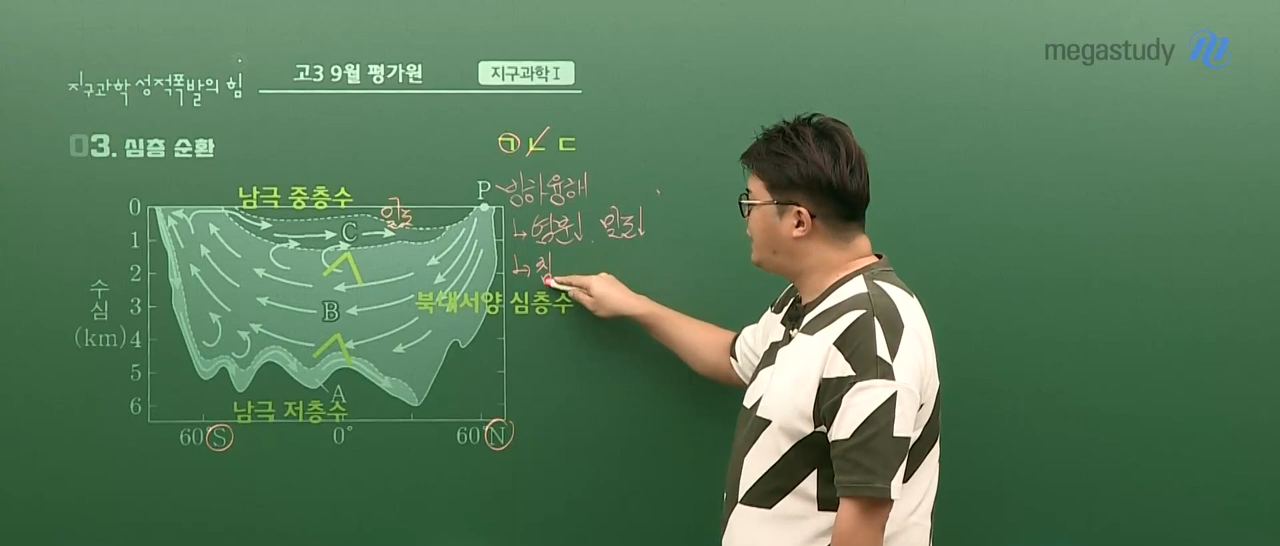 megastudy
지구과학 성적폭발의 힘
고3 9월 평가원
지구과학 I
03. 심층 순환
ㄱ ㄴ ㄷ
남극 중층수
P
빙하 융해
염도
↳ 염분↓ 밀도↓
↳ 침
C
북대서양 심층수
B
A
남극 저층수
수심
(km)
0
1
2
3
4
5
6
60°S
0°
60°N